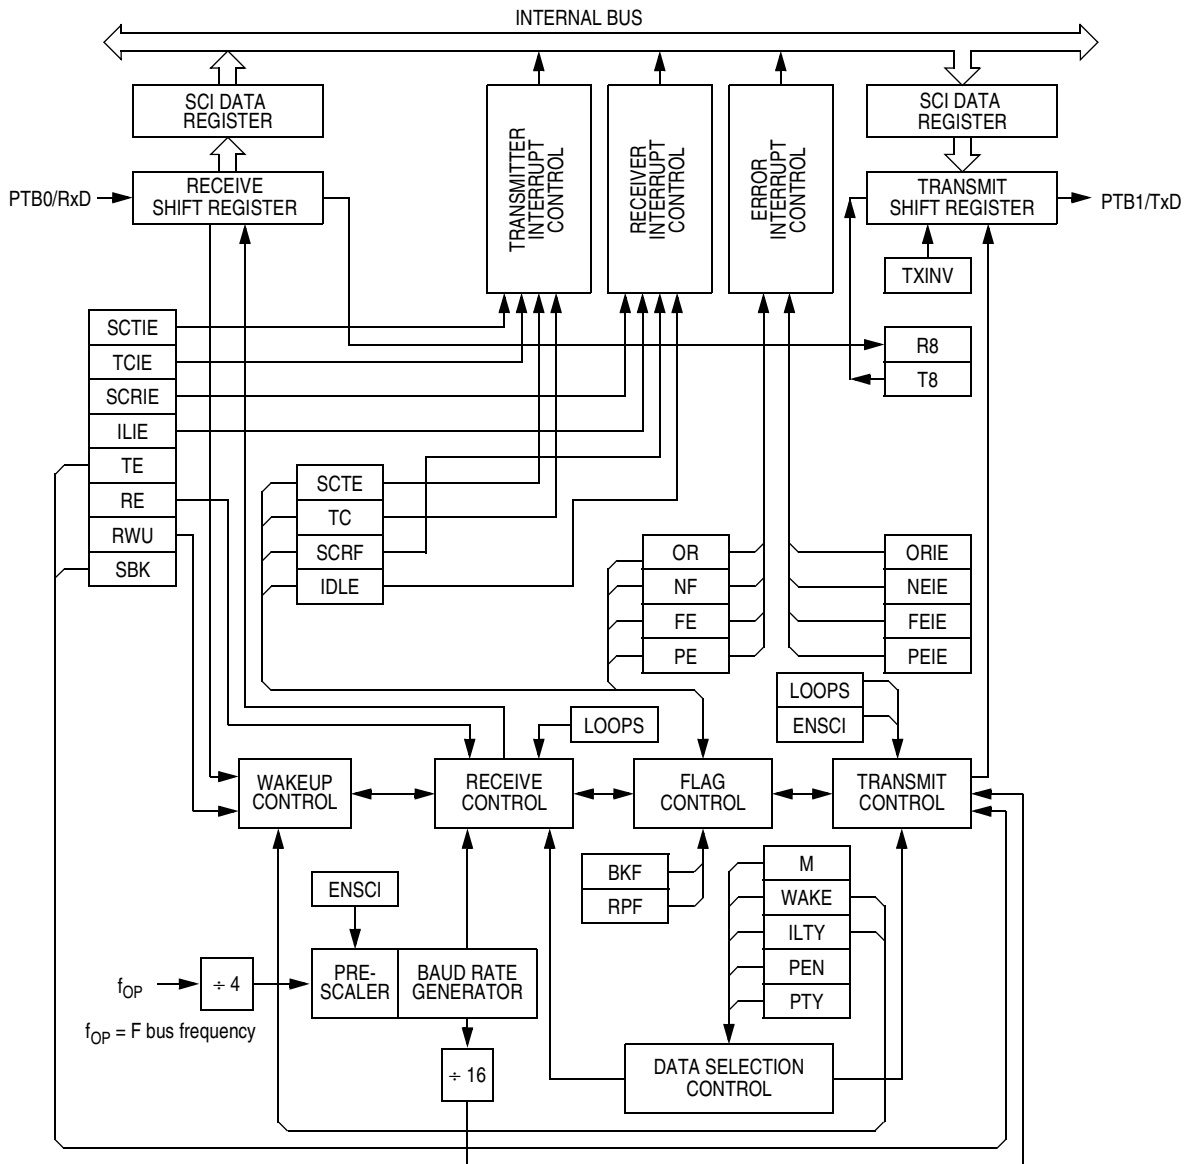 INTERNAL BUS
SCI DATA
REGISTER
RECEIVE
SHIFT REGISTER
PTB0/RxD
TRANSMITTER
INTERRUPT
CONTROL
RECEIVER
INTERRUPT
CONTROL
ERROR
INTERRUPT
CONTROL
SCI DATA
REGISTER
TRANSMIT
SHIFT REGISTER
PTB1/TxD
TXINV
R8
T8
SCTIE
TCIE
SCRIE
ILIE
TE
RE
RWU
SBK
SCTE
TC
SCRF
IDLE
OR
NF
FE
PE
ORIE
NEIE
FEIE
PEIE
LOOPS
ENSCI
LOOPS
WAKEUP
CONTROL
RECEIVE
CONTROL
FLAG
CONTROL
TRANSMIT
CONTROL
BKF
RPF
M
WAKE
ILTY
PEN
PTY
ENSCI
fOP
÷ 4
PRE-
SCALER
BAUD RATE
GENERATOR
fOP = F bus frequency
÷ 16
DATA SELECTION
CONTROL